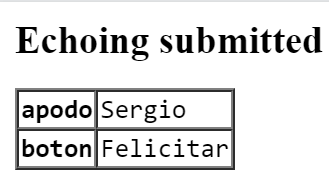 Echoing submitted
apodo Sergio
boton Felicitar